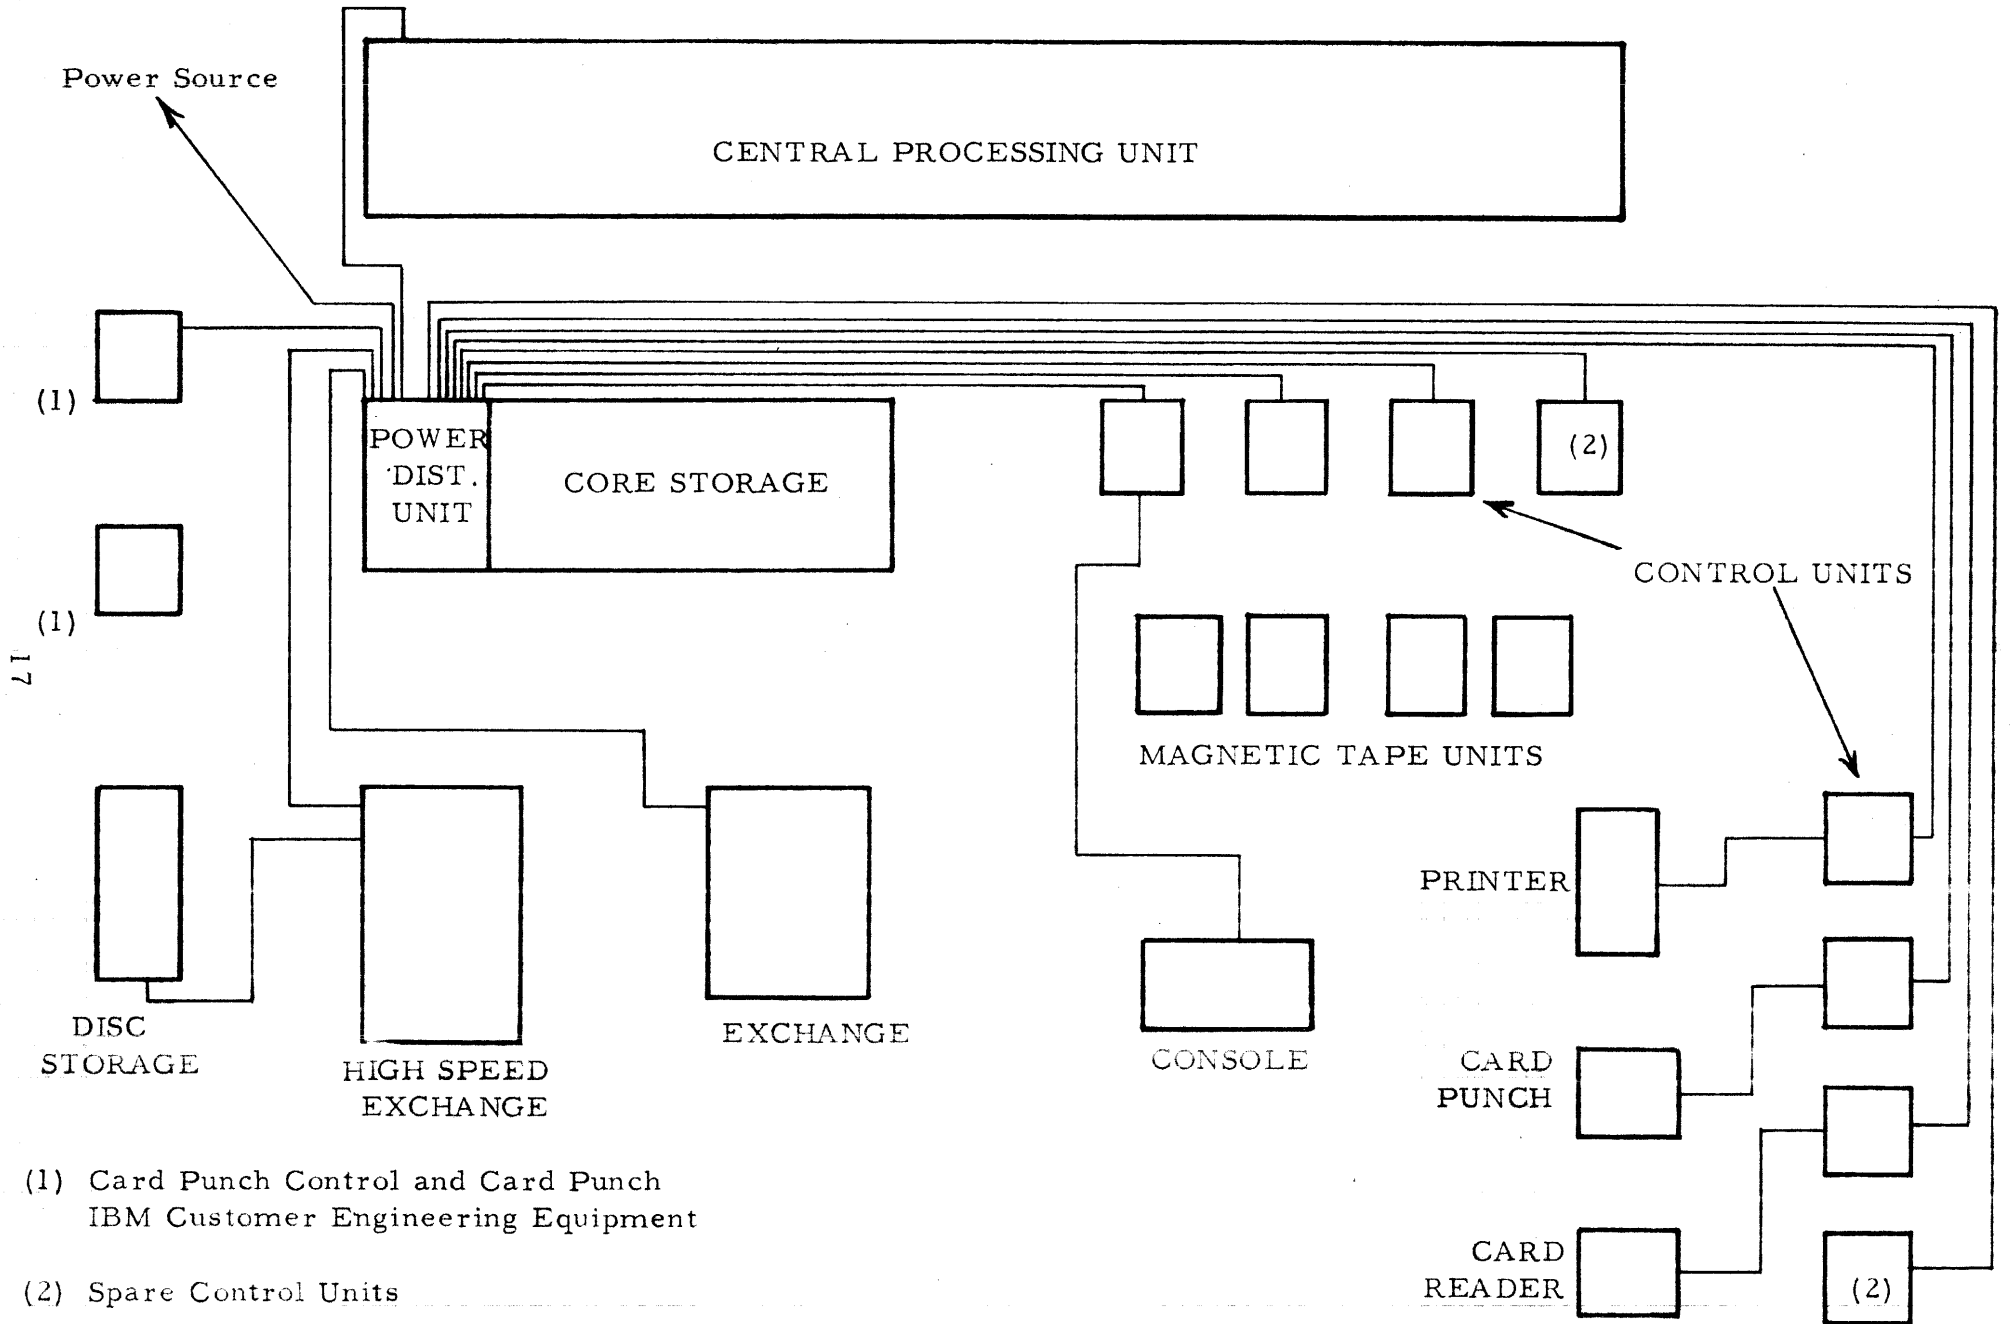 Power Source
CENTRAL PROCESSING UNIT
(1)
POWER
DIST.
UNIT
CORE STORAGE
(2)
CONTROL UNITS
(1)
17
MAGNETIC TAPE UNITS
PRINTER
DISC
STORAGE
HIGH SPEED
EXCHANGE
EXCHANGE
CONSOLE
CARD
PUNCH
CARD
READER
(2)
(1) Card Punch Control and Card Punch
IBM Customer Engineering Equipment
(2) Spare Control Units